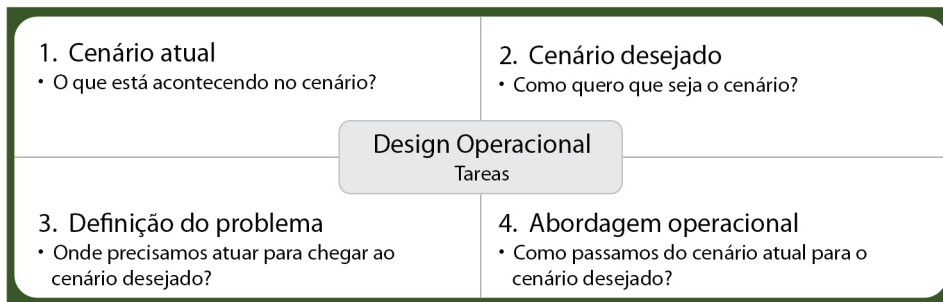 1. Cenário atual
• O que está acontecendo no cenário?
2. Cenário desejado
• Como quero que seja o cenário?
Design Operacional
Tareas
3. Definição do problema
• Onde precisamos atuar para chegar ao
cenário desejado?
4. Abordagem operacional
• Como passamos do cenário atual para o
cenário desejado?